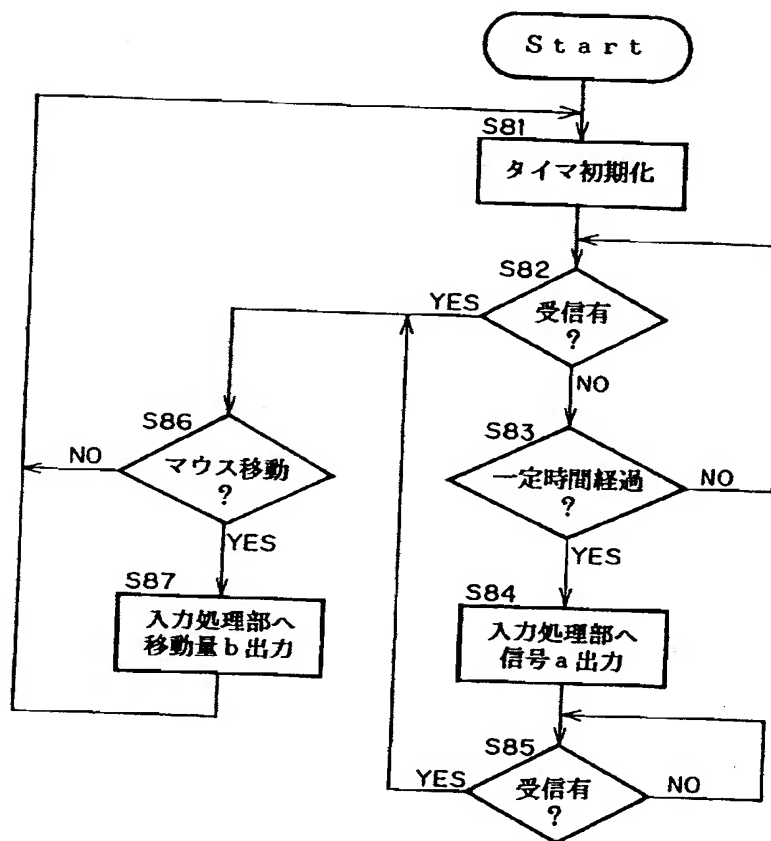 Start
S81
タイマ初期化
S82
YES
受信有
?
NO
S86
S83
NO
マウス移動
?
一定時間経過
?
NO
YES
YES
S87
S84
入力処理部へ
移動量b出力
入力処理部へ
信号a出力
S85
YES
受信有
?
NO